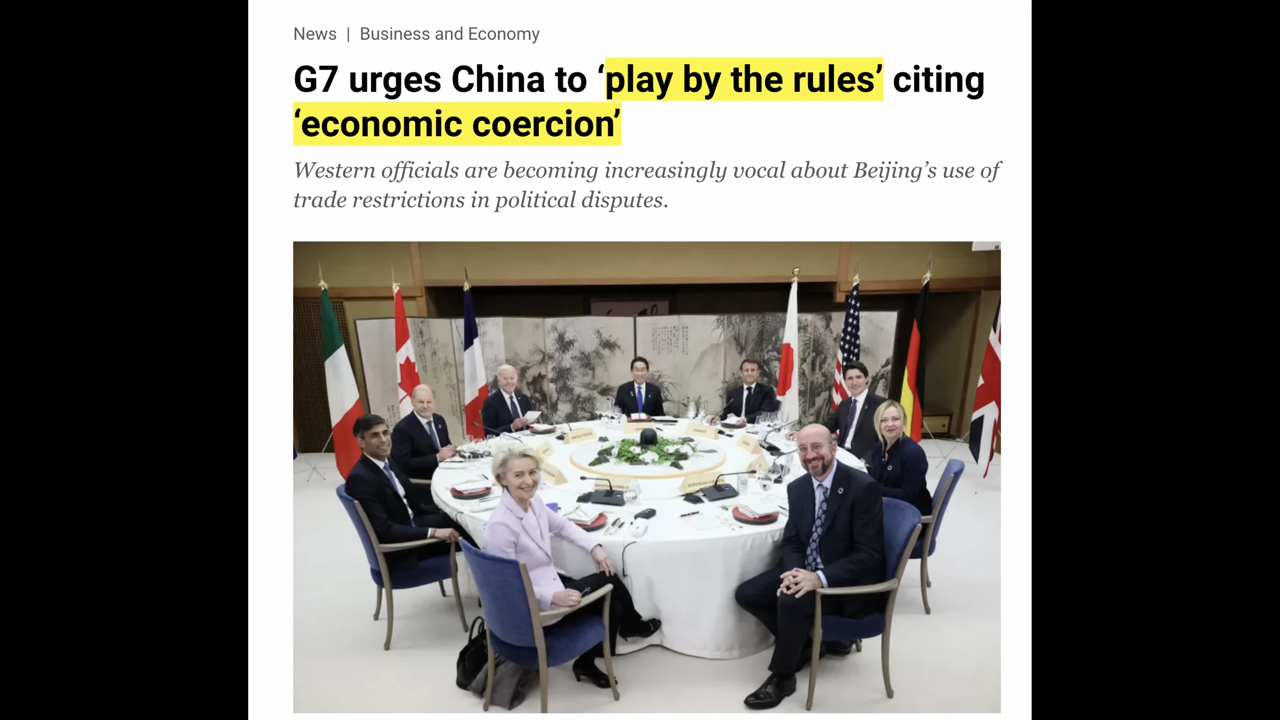 News | Business and Economy
G7 urges China to ‘play by the rules’ citing
‘economic coercion’
Western officials are becoming increasingly vocal about Beijing’s use of
trade restrictions in political disputes.